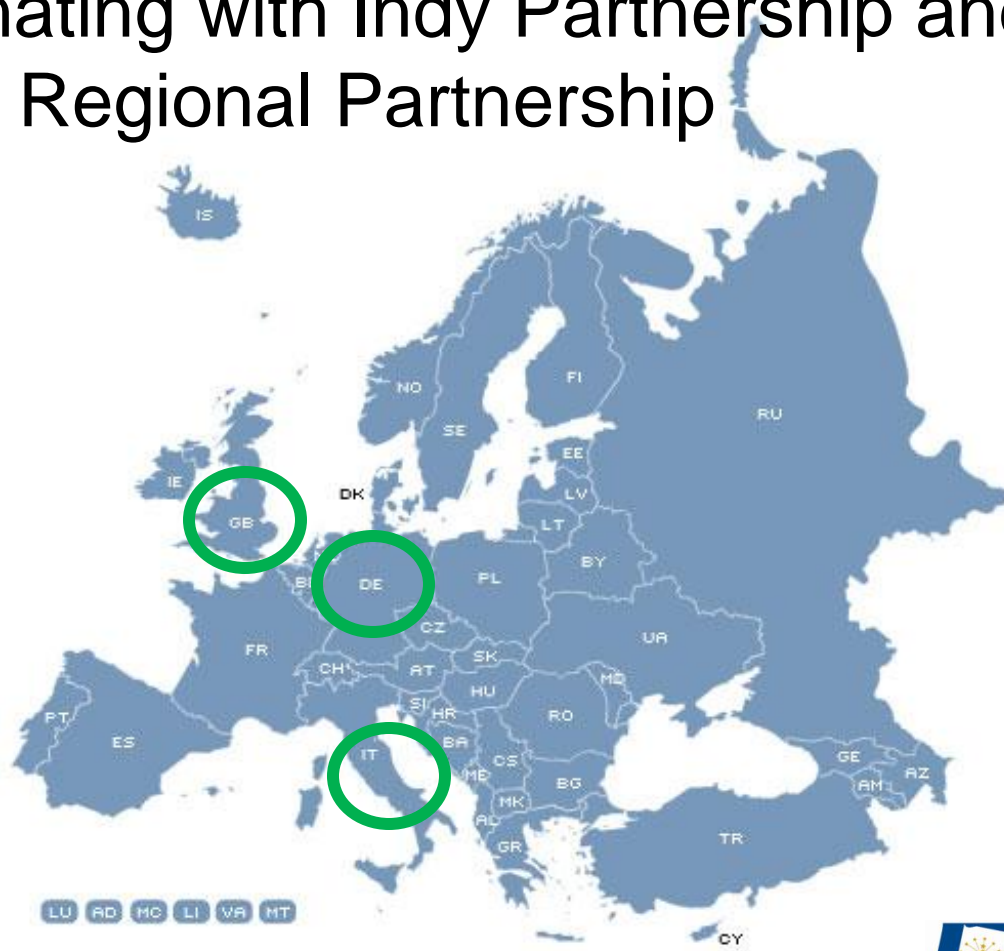 nating with Indy Partnership and
Regional Partnership
IS
NO
FI
RU
SE
EE
IE
DK
LV
GB
LT
BY
DE
PL
CZ
UA
FR
SK
CH
AT
MD
HU
SI
HR
RO
PT
ES
BA
IT
CS
GE
ME
BG
AZ
AM
MK
AL
TR
GR
LU AD MC LI VA MT
CY